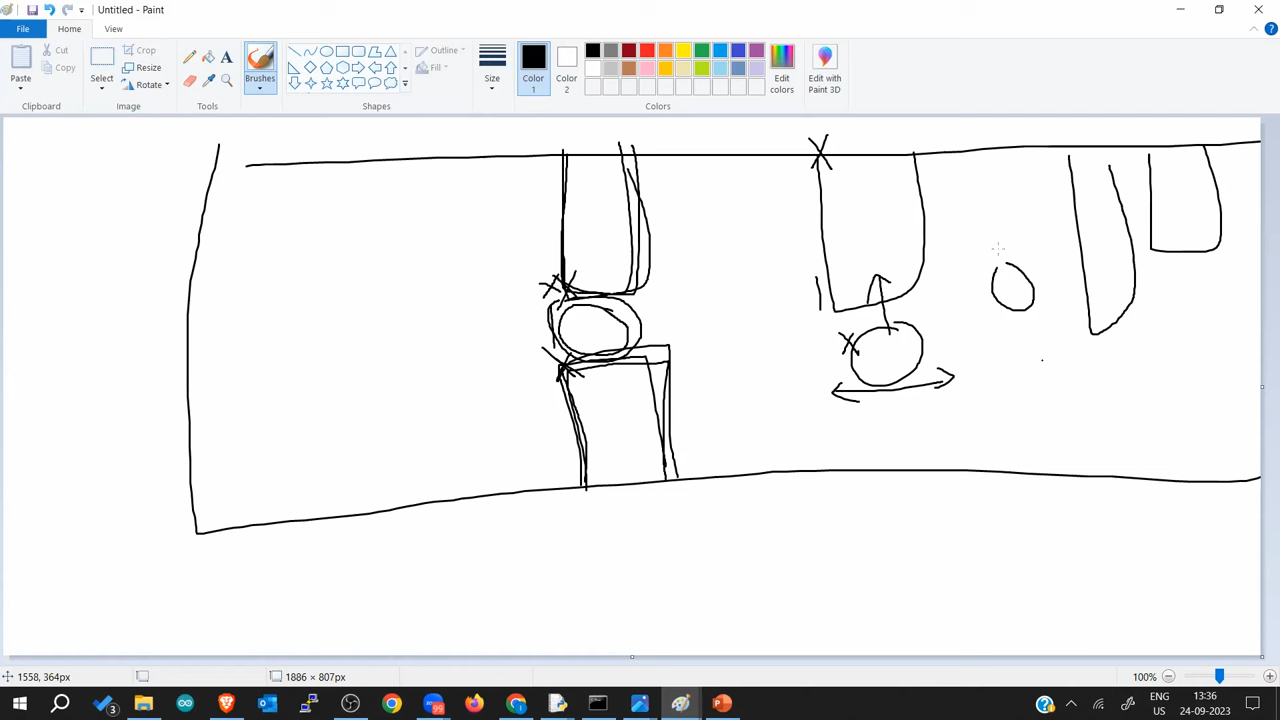 Untitled - Paint
File
Home
View
Paste
Cut
Copy
Clipboard
Select
Crop
Resize
Rotate
Image
A
Tools
Brushes
Outline
Fill
Shapes
Size
Color
1
Color
2
Edit
colors
Colors
Edit with
Paint 3D
1558, 364px
1886 × 807px
100%
3
99
ENG
US
13:36
24-09-2023